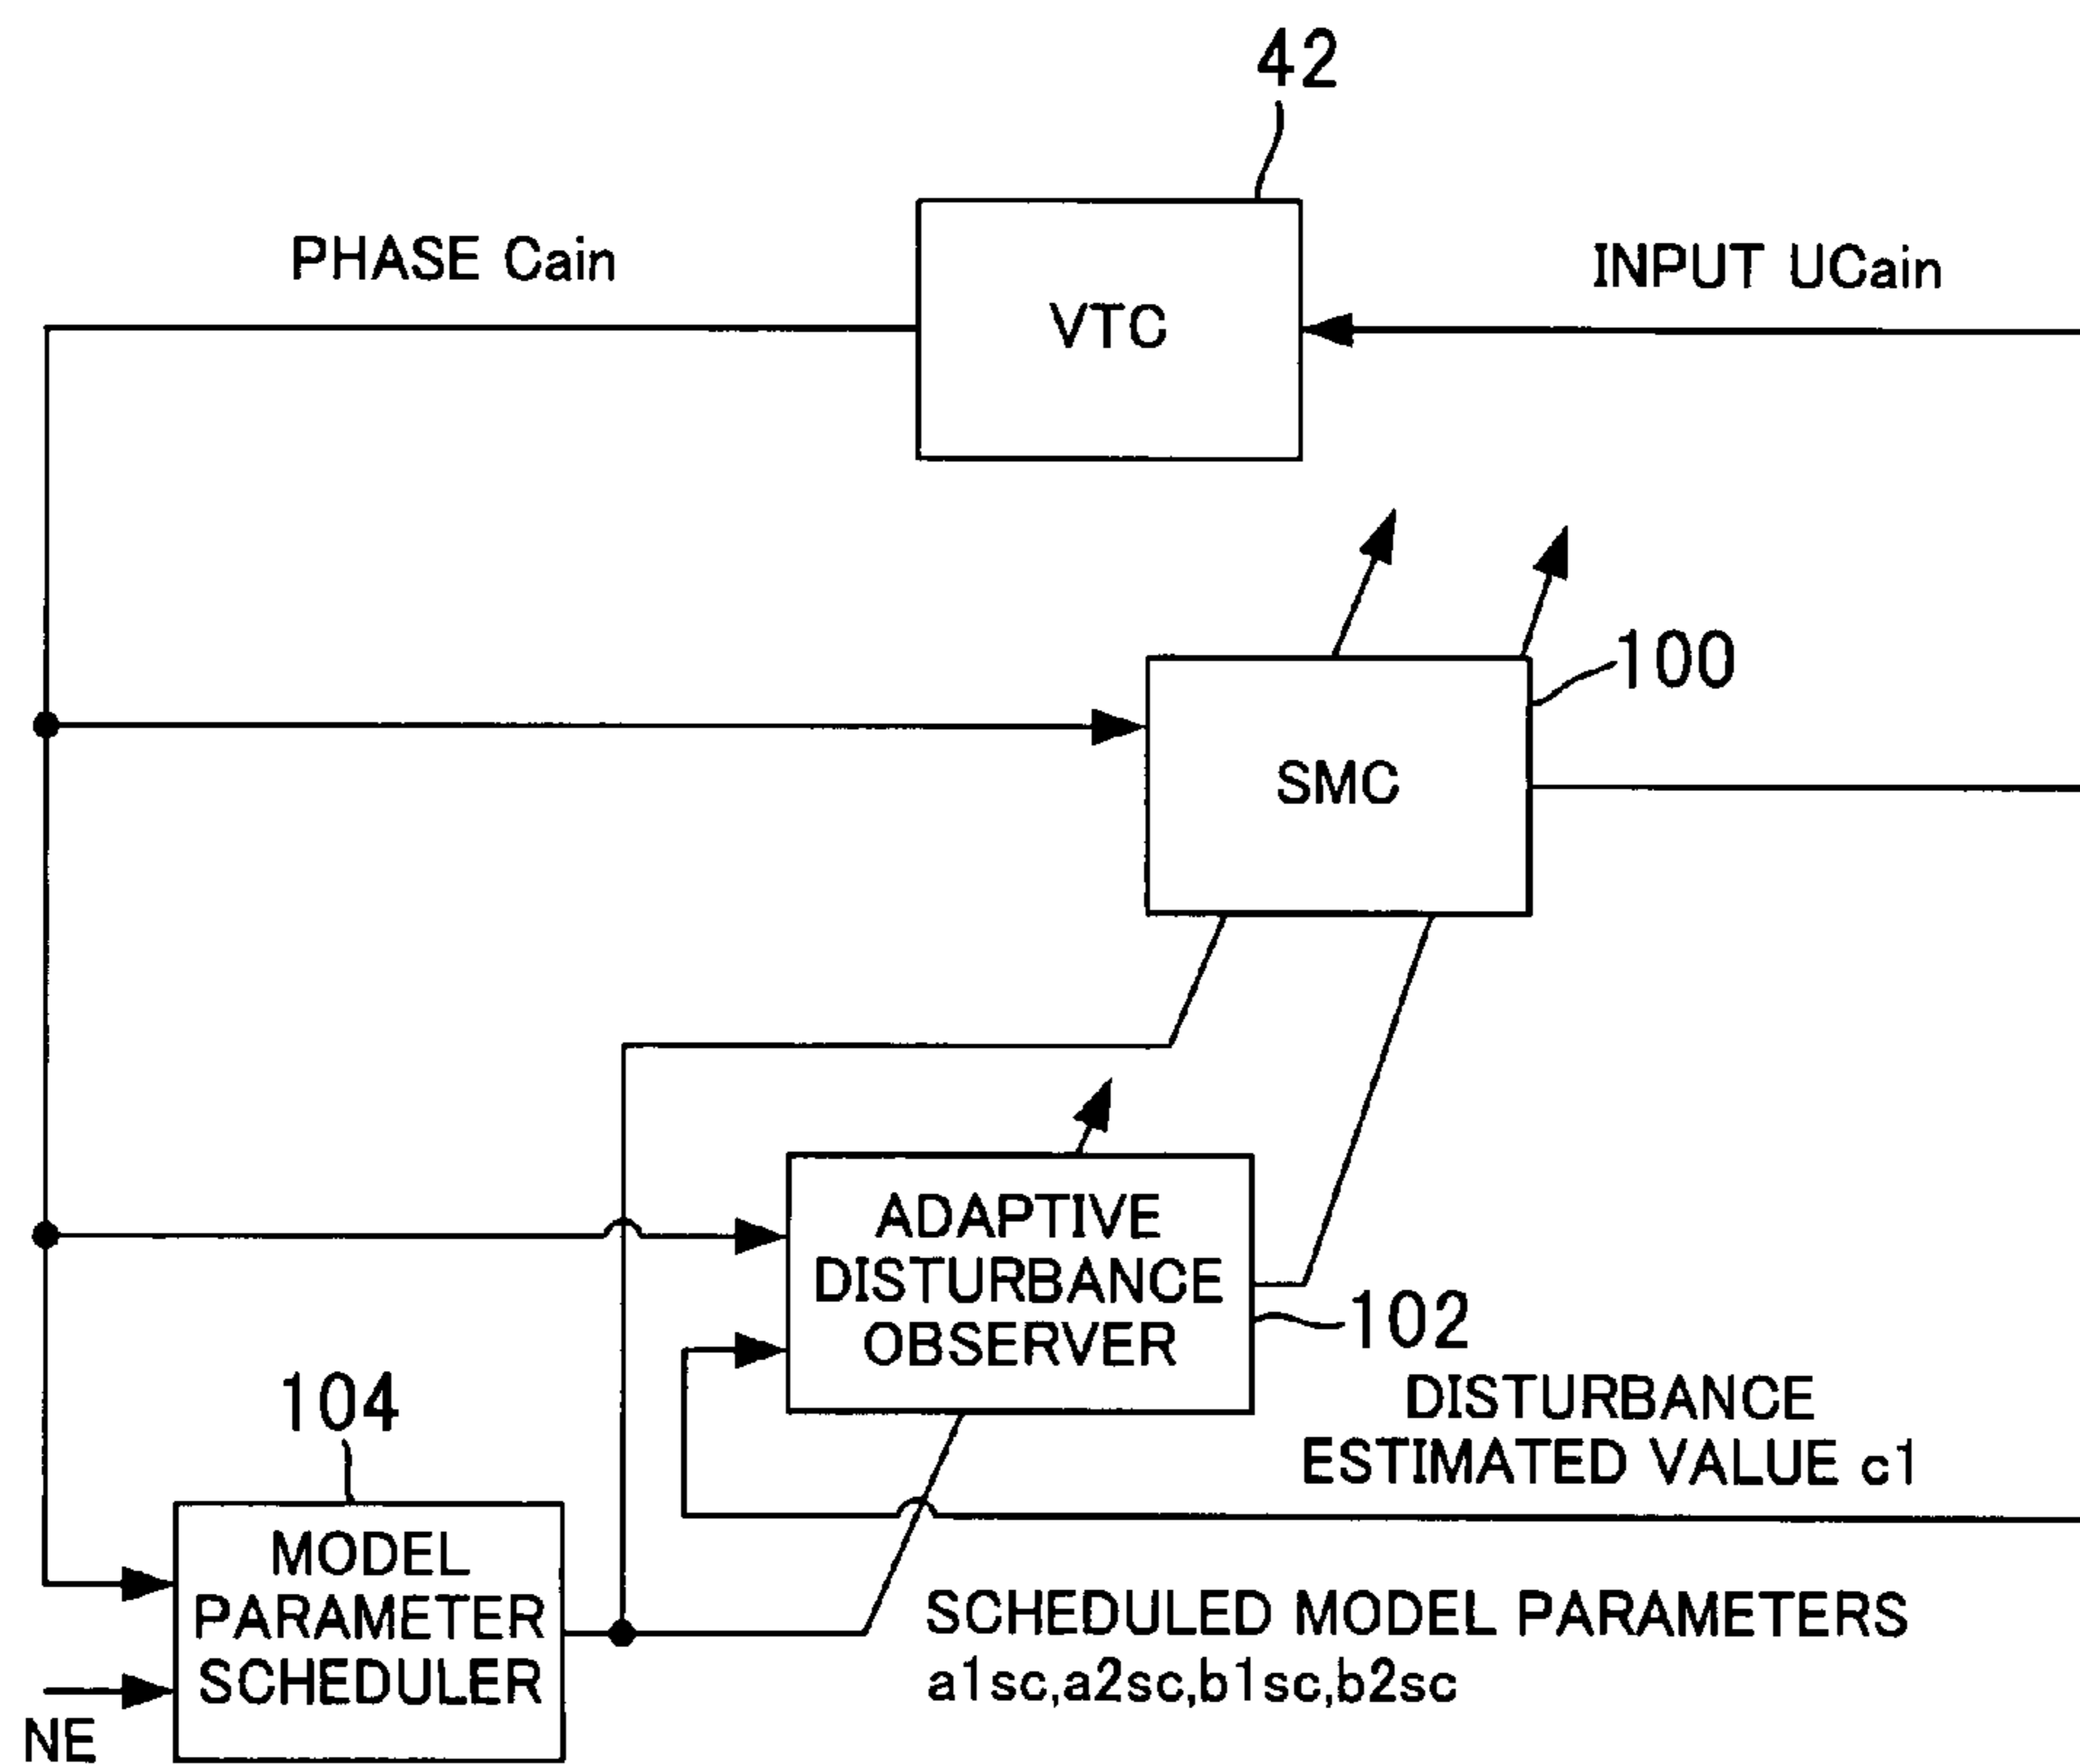 42
PHASE Cain
INPUT UCain
VTC
100
SMC
ADAPTIVE
DISTURBANCE
OBSERVER
102
104
DISTURBANCE
ESTIMATED VALUE c1
MODEL
PARAMETER
SCHEDULER
SCHEDULED MODEL PARAMETERS
a1sc,a2sc,b1sc,b2sc
NE